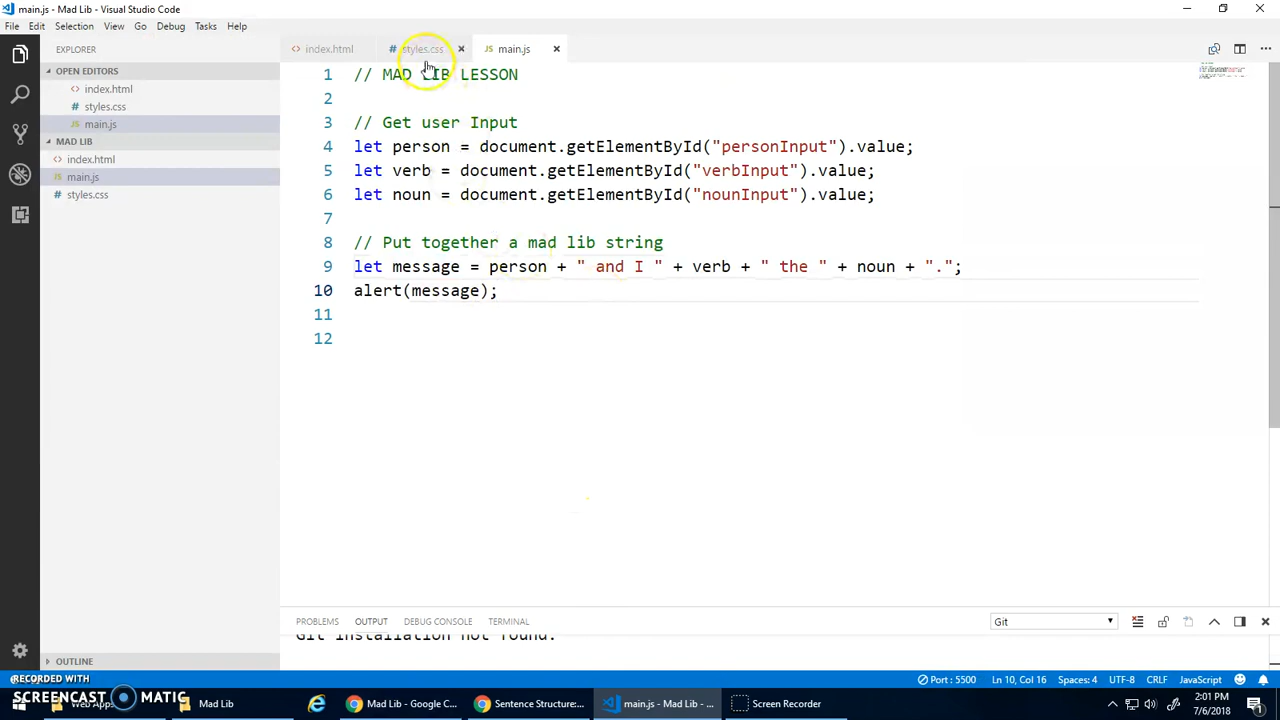 main.js - Mad Lib - Visual Studio Code
File Edit Selection View Go Debug Tasks Help
EXPLORER
OPEN EDITORS
index.html
styles.css
main.js
MAD LIB
index.html
main.js
styles.css
OUTLINE
index.html styles.css JS main.js
1 // MAD LIB LESSON
2
3 // Get user Input
4 let person = document.getElementById("personInput").value;
5 let verb = document.getElementById("verbInput").value;
6 let noun = document.getElementById("nounInput").value;
7
8 // Put together a mad lib string
9 let message = person + " and I " + verb + " the " + noun + ".";
10 alert(message);
11
12
PROBLEMS OUTPUT DEBUG CONSOLE TERMINAL Git
Git installation not found.
Port : 5500 Ln 10, Col 16 Spaces: 4 UTF-8 CRLF JavaScript
RECORDED WITH
SCREENCAST MATIC
Web Apps Mad Lib Mad Lib - Google C... Sentence Structure:... main.js - Mad Lib - ... Screen Recorder
2:01 PM
7/6/2018